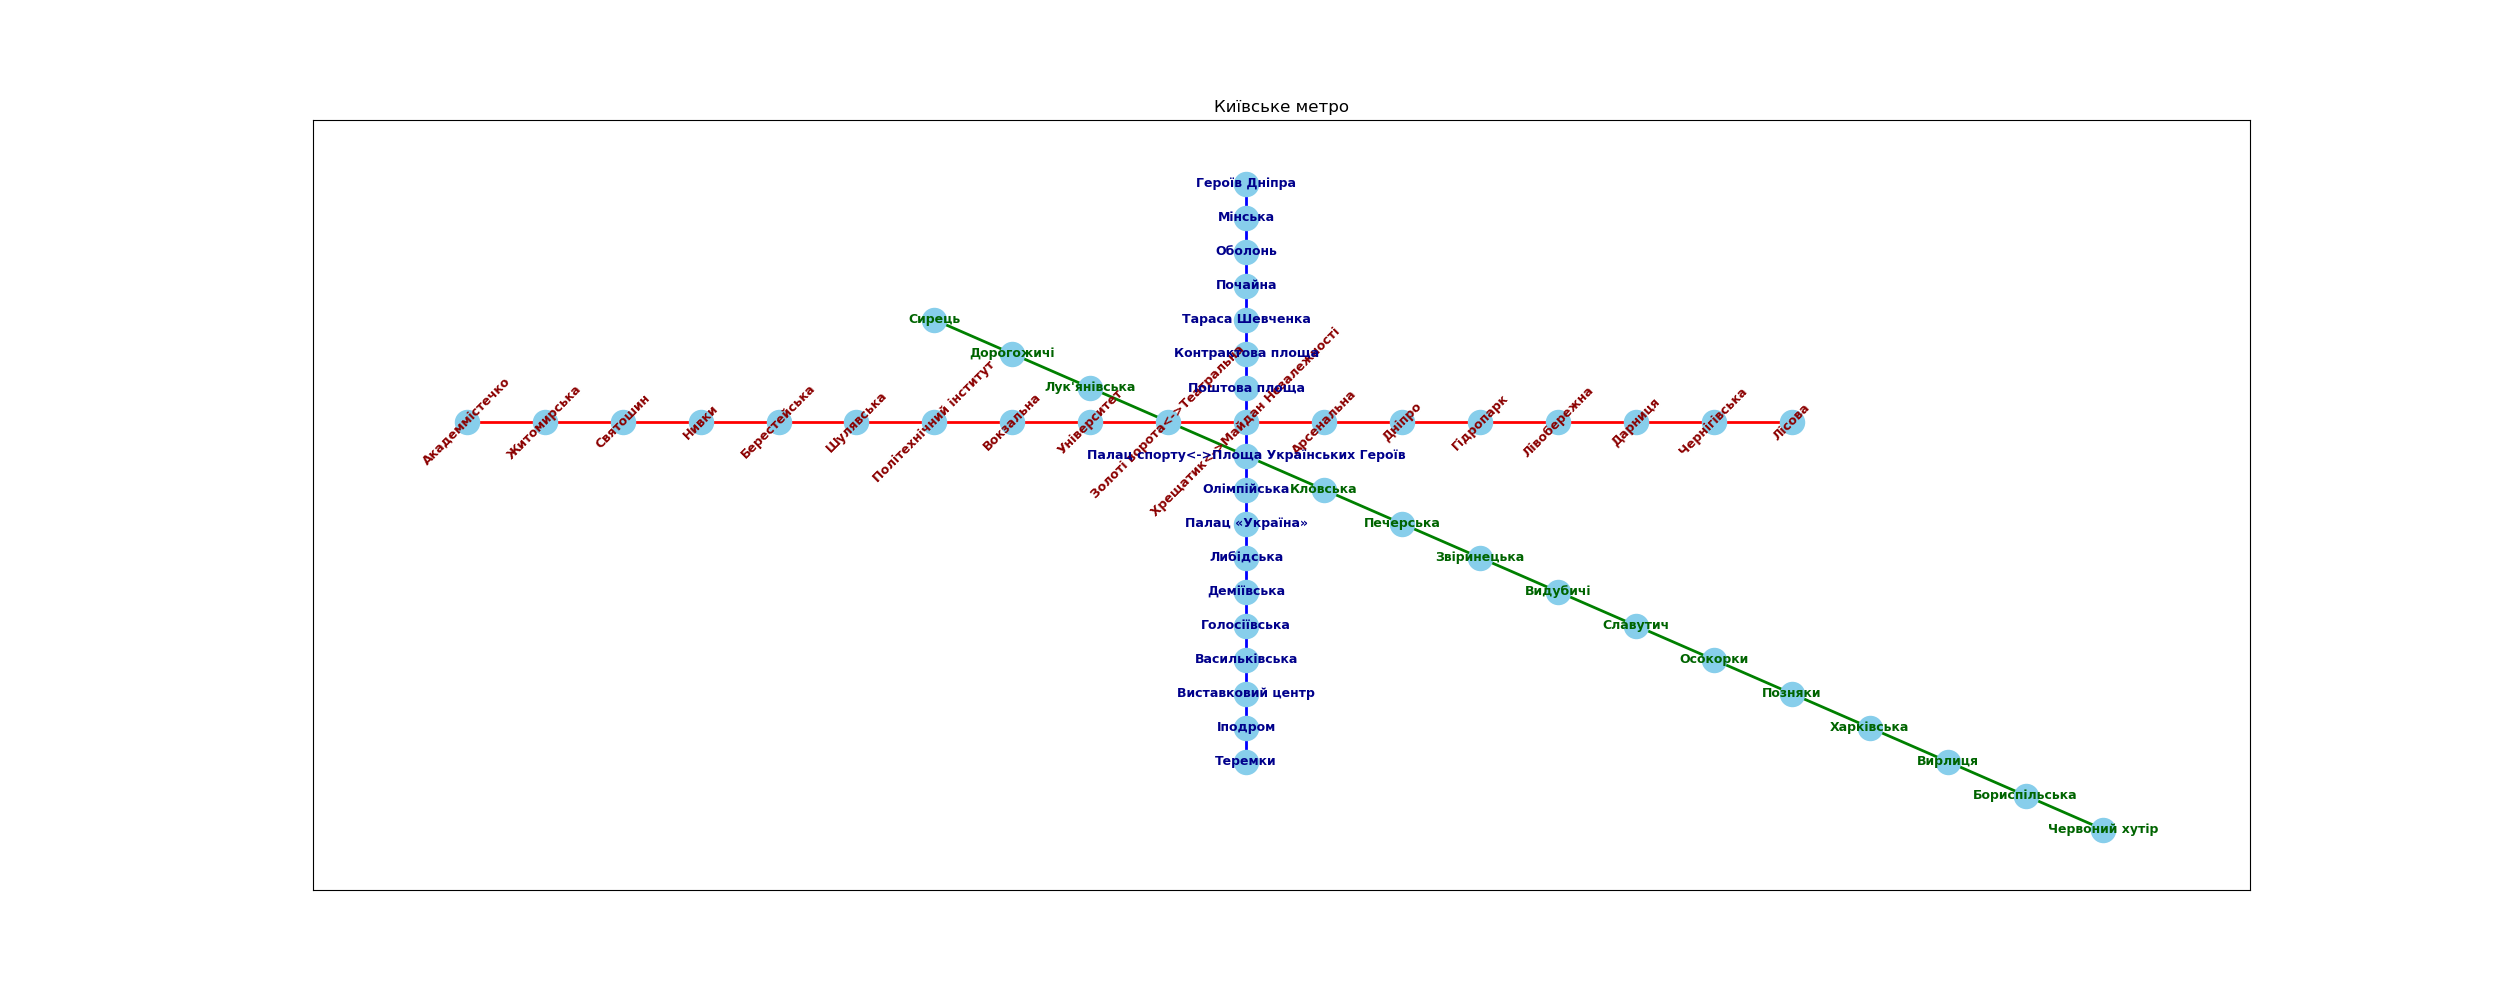 Київське метро
Героїв Дніпра
Мінська
Оболонь
Почайна
Тараса Шевченка
Контрактова площа
Поштова площа
Сирець
Дорогожичі
Лук'янівська
Академмістечко
Житомирська
Святошин
Нивки
Берестейська
Шулявська
Політехнічний інститут
Вокзальна
Університет
Золоті ворота<->Театральна
Хрещатик<->Майдан Незалежності
Арсенальна
Дніпро
Гідропарк
Лівобережна
Дарниця
Чернігівська
Лісова
Палац спорту<->Площа Українських Героїв
Олімпійська
Палац «Україна»
Либідська
Деміївська
Голосіївська
Васильківська
Виставковий центр
Іподром
Теремки
Кловська
Печерська
Звіринецька
Видубичі
Славутич
Осокорки
Позняки
Харківська
Вирлиця
Бориспільська
Червоний хутір